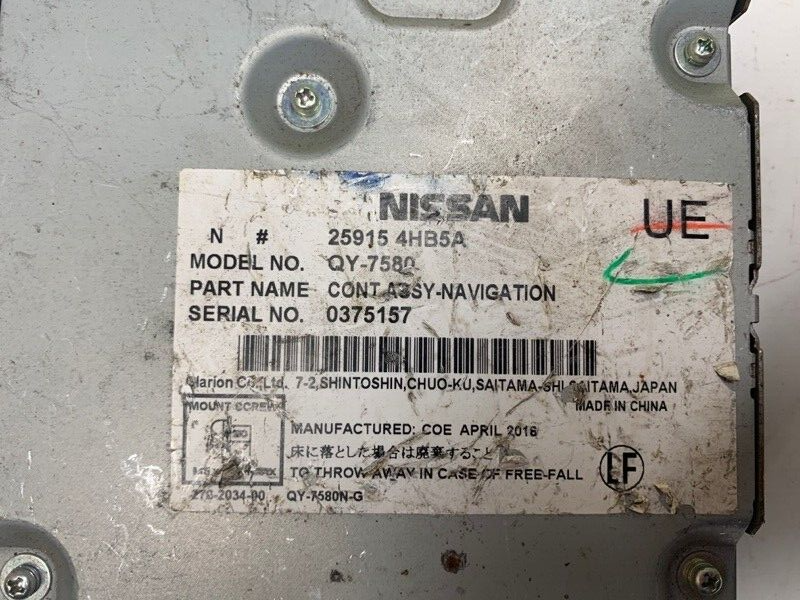 NISSAN
UE
N # 25915 4HB5A
MODEL NO. QY-7580
PART NAME CONT ASSY-NAVIGATION
SERIAL NO. 0375157
Clarion Co., Ltd. 7-2,SHINTOSHIN,CHUO-KU,SAITAMA-SHI,SAITAMA,JAPAN
MADE IN CHINA
MOUNT SCREW
MANUFACTURED: COE APRIL 2016
床に落とした場合は廃棄すること
TO THROW AWAY IN CASE OF FREE-FALL
LF
270-2034-00 QY-7580N-G